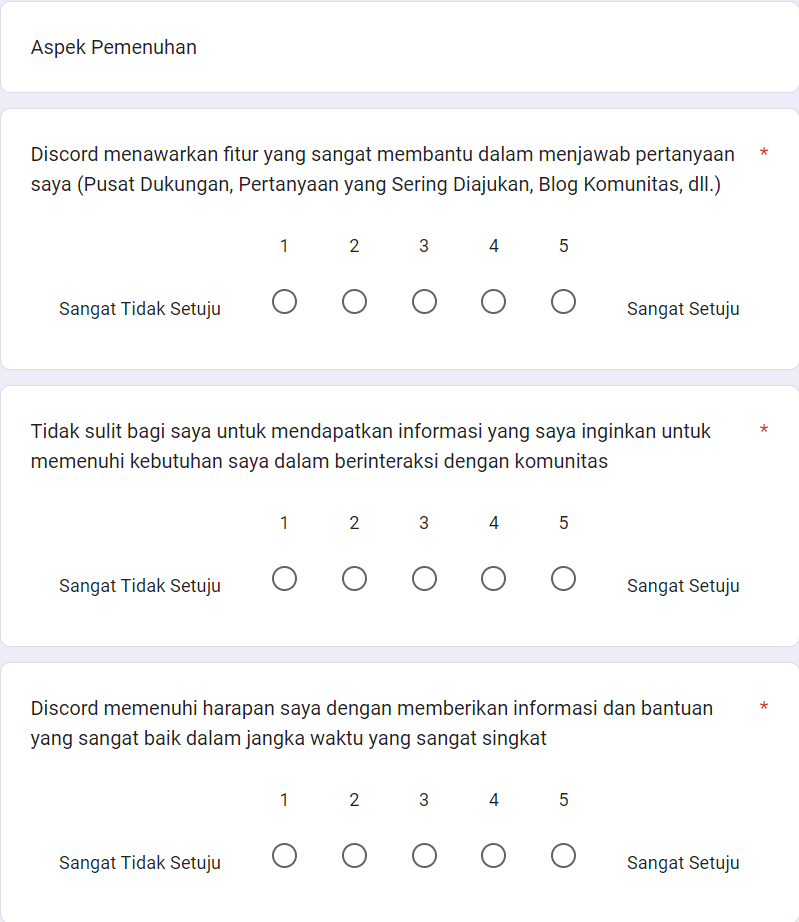 Aspek Pemenuhan
Discord menawarkan fitur yang sangat membantu dalam menjawab pertanyaan *
saya (Pusat Dukungan, Pertanyaan yang Sering Diajukan, Blog Komunitas, dll.)
1 2 3 4 5
Sangat Tidak Setuju Sangat Setuju
Tidak sulit bagi saya untuk mendapatkan informasi yang saya inginkan untuk *
memenuhi kebutuhan saya dalam berinteraksi dengan komunitas
1 2 3 4 5
Sangat Tidak Setuju Sangat Setuju
Discord memenuhi harapan saya dengan memberikan informasi dan bantuan *
yang sangat baik dalam jangka waktu yang sangat singkat
1 2 3 4 5
Sangat Tidak Setuju Sangat Setuju